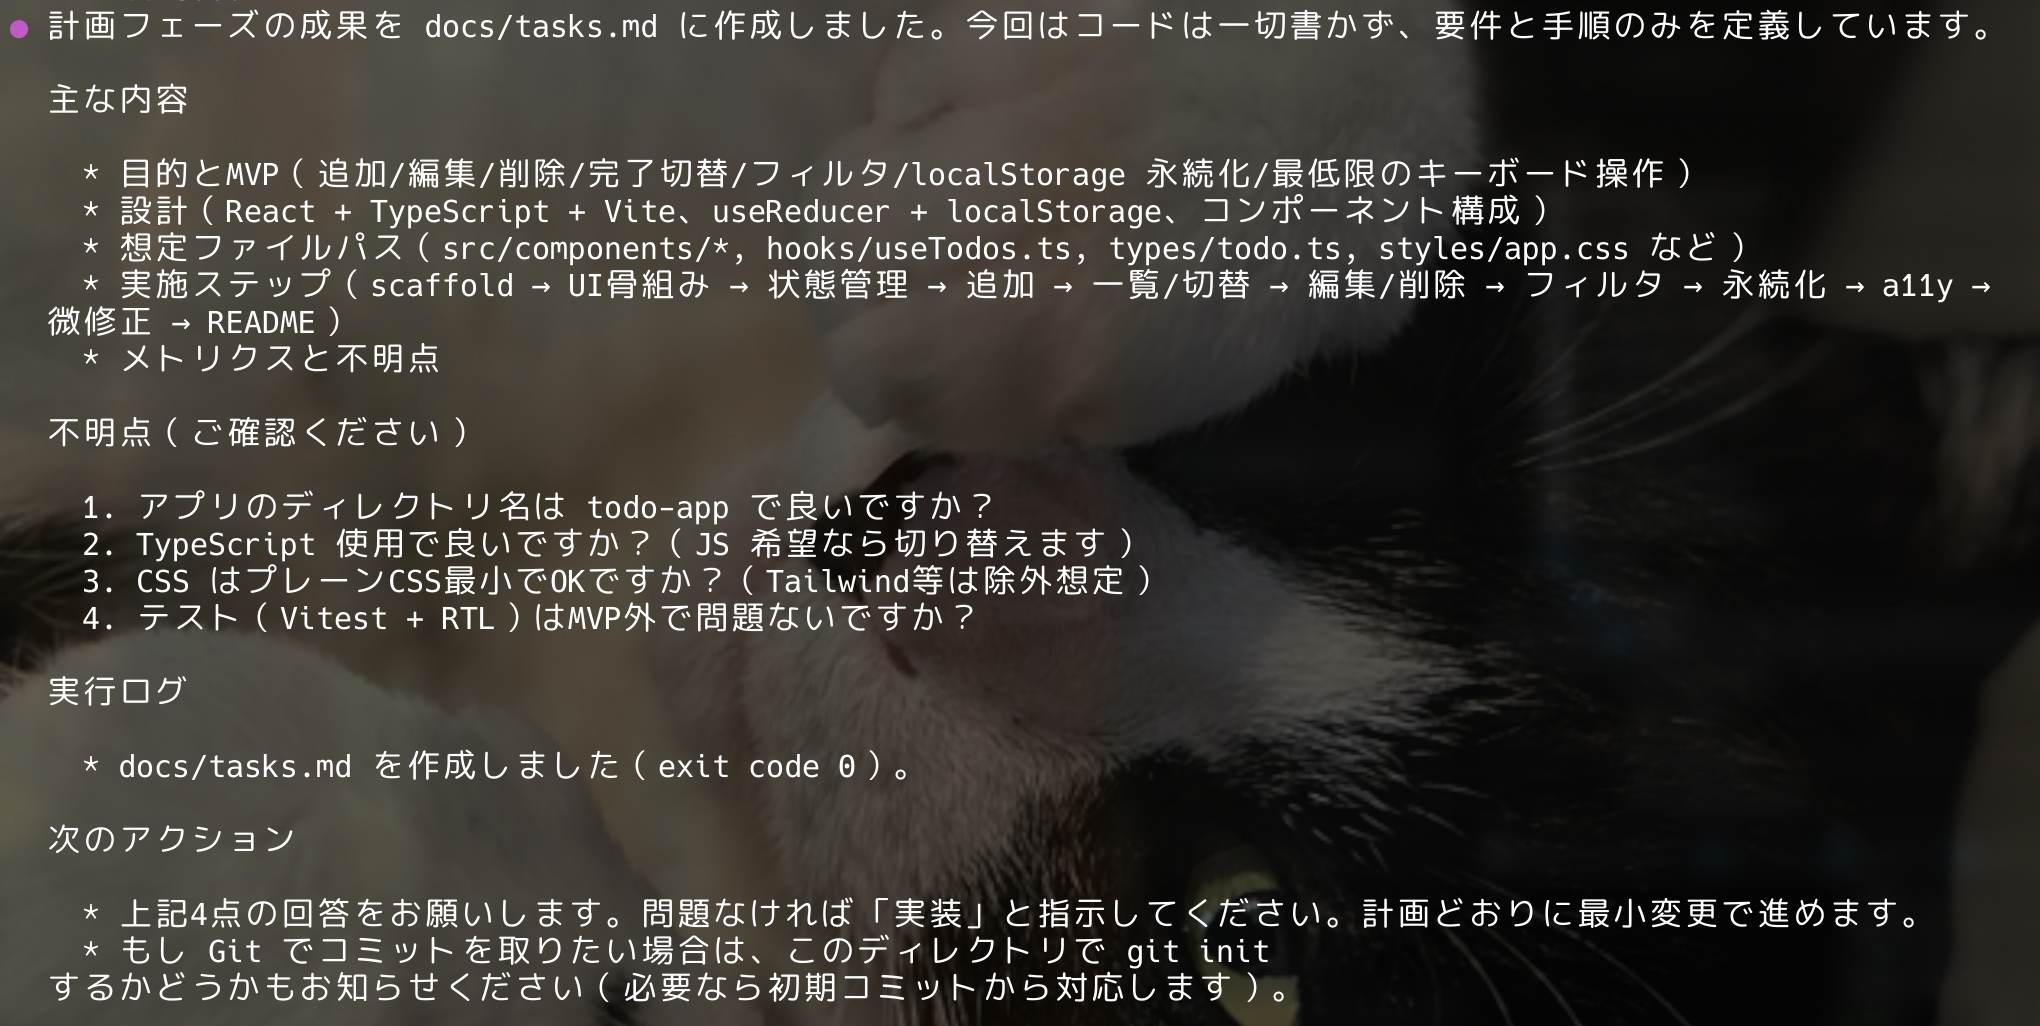 計画フェーズの成果を docs/tasks.md に作成しました。今回はコードは一切書かず、要件と手順のみを定義しています。
主な内容
* 目的とMVP（追加/編集/削除/完了切替/フィルタ/localStorage 永続化/最低限のキーボード操作）
* 設計（React + TypeScript + Vite、useReducer + localStorage、コンポーネント構成）
* 想定ファイルパス（src/components/*, hooks/useTodos.ts, types/todo.ts, styles/app.css など）
* 実施ステップ（scaffold → UI骨組み → 状態管理 → 追加 → 一覧/切替 → 編集/削除 → フィルタ → 永続化 → a11y →
微修正 → README）
* メトリクスと不明点
不明点（ご確認ください）
1. アプリのディレクトリ名は todo-app で良いですか？
2. TypeScript 使用で良いですか？（JS 希望なら切り替えます）
3. CSS はプレーンCSS最小でOKですか？（Tailwind等は除外想定）
4. テスト（Vitest + RTL）はMVP外で問題ないですか？
実行ログ
* docs/tasks.md を作成しました（exit code 0）。
次のアクション
* 上記4点の回答をお願いします。問題なければ「実装」と指示してください。計画どおりに最小変更で進めます。
* もし Git でコミットを取りたい場合は、このディレクトリで git init
するかどうかもお知らせください（必要なら初期コミットから対応します）。